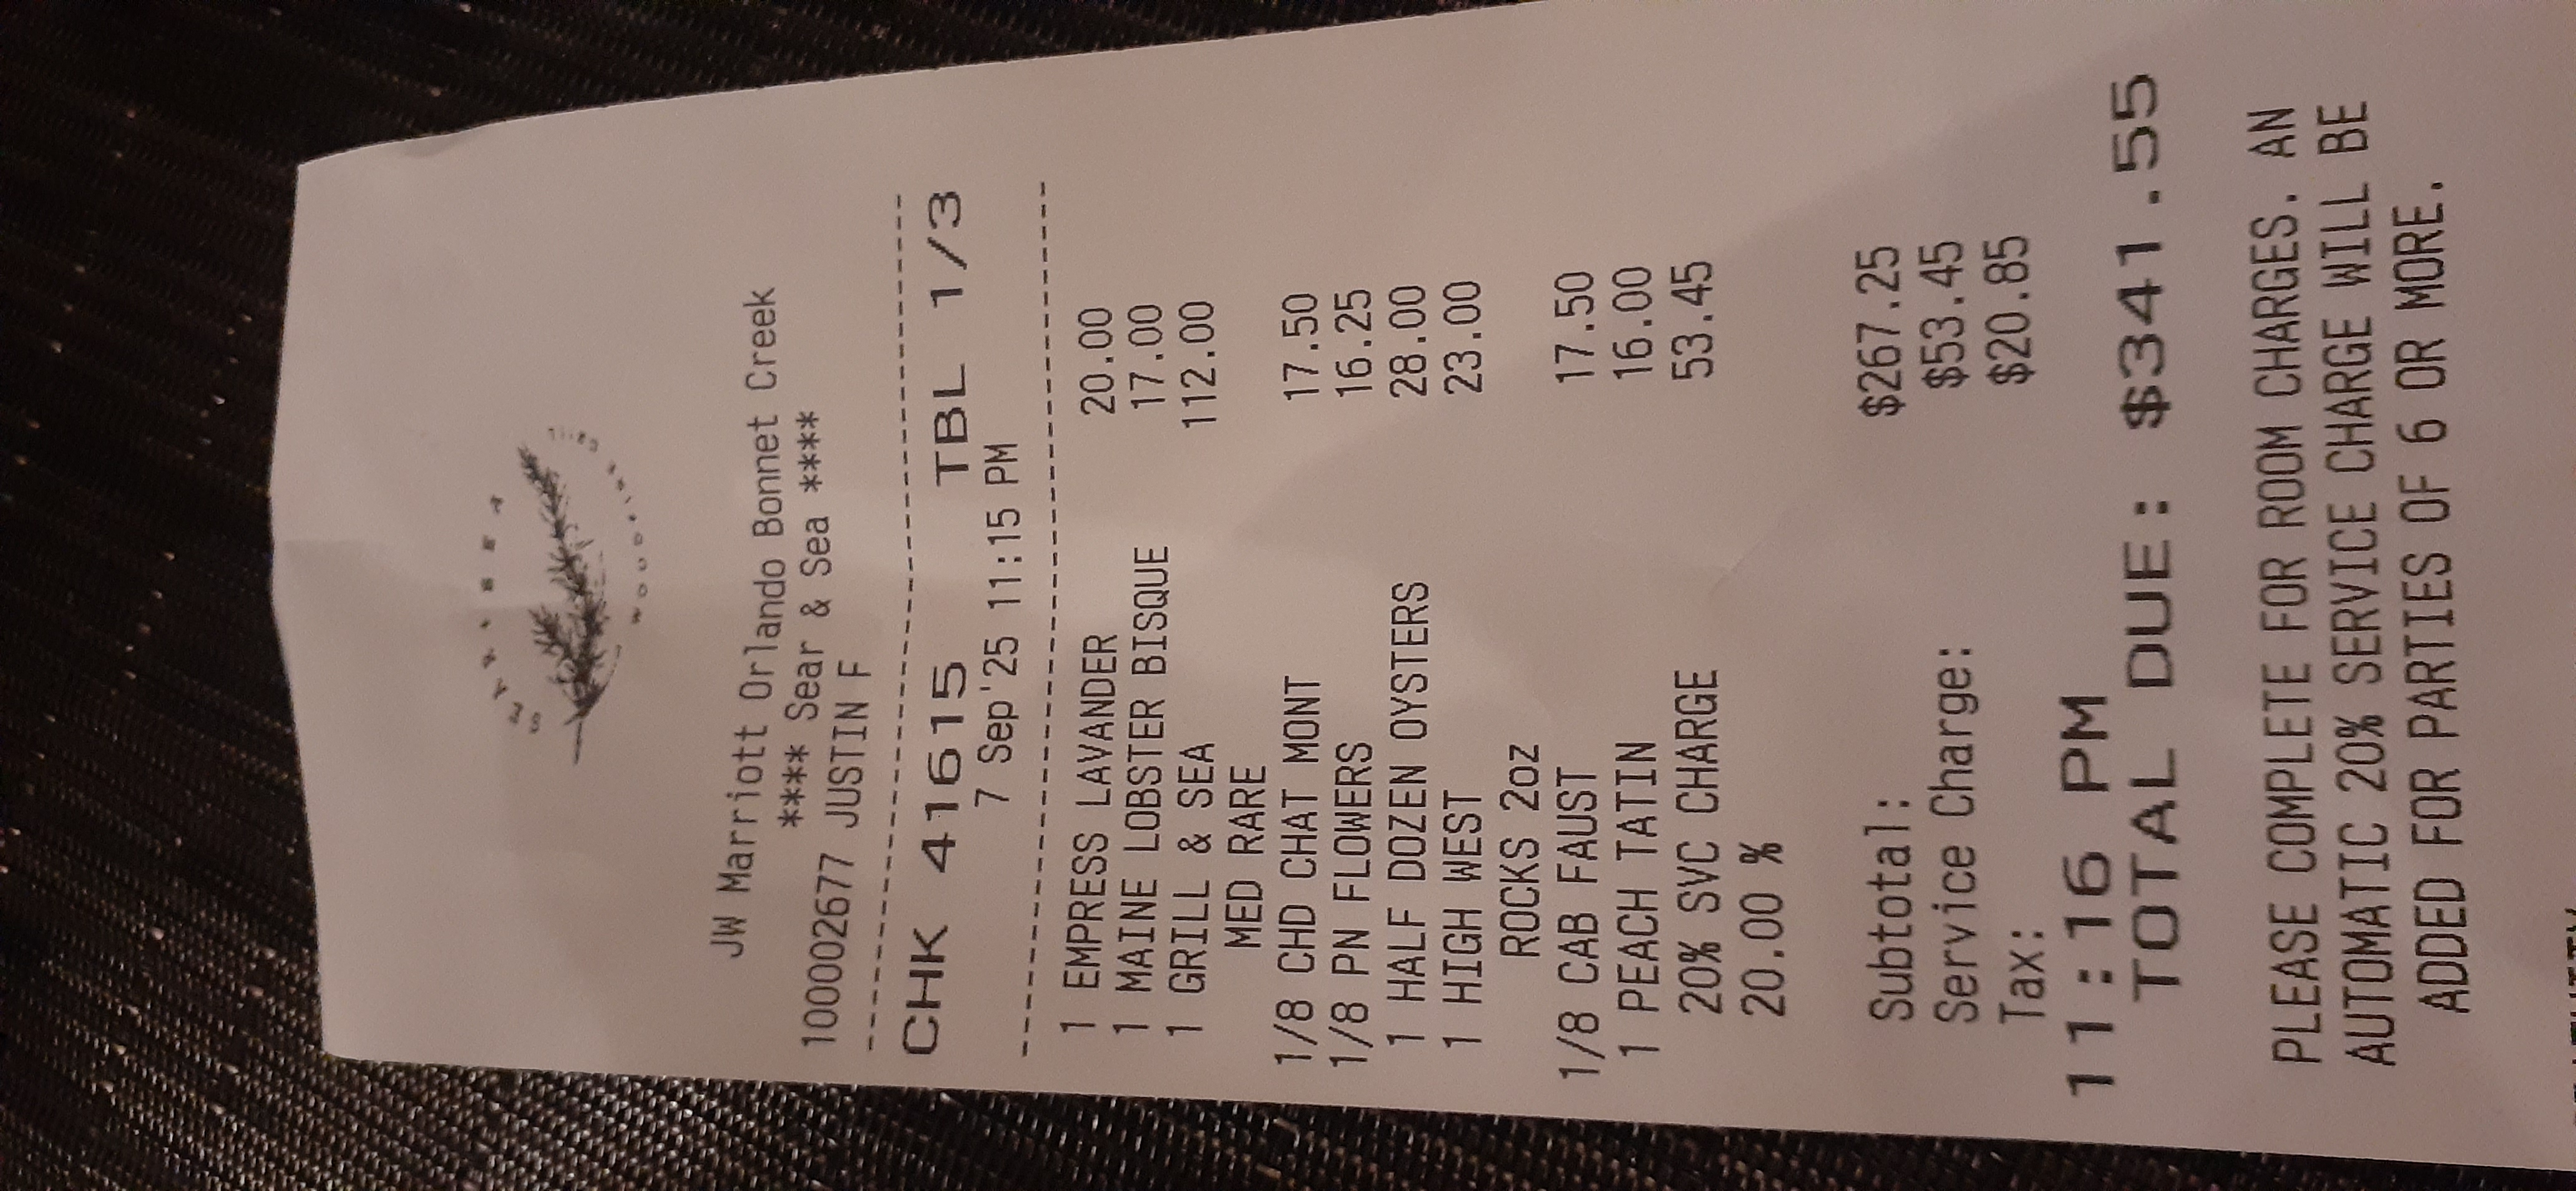 SEAR + SEA
WOODFIRED GRILL
JW Marriott Orlando Bonnet Creek
**** Sear & Sea ****
100002677 JUSTIN F
CHK 41615 TBL 1/3
7 Sep'25 11:15 PM
1 EMPRESS LAVANDER 20.00
1 MAINE LOBSTER BISQUE 17.00
1 GRILL & SEA 112.00
MED RARE
1/8 CHD CHAT MONT 17.50
1/8 PN FLOWERS 16.25
1 HALF DOZEN OYSTERS 28.00
1 HIGH WEST 23.00
ROCKS 2oz
1/8 CAB FAUST 17.50
1 PEACH TATIN 16.00
20% SVC CHARGE 53.45
20.00 %
Subtotal: $267.25
Service Charge: $53.45
Tax: $20.85
11:16 PM
TOTAL DUE: $341.55
PLEASE COMPLETE FOR ROOM CHARGES. AN
AUTOMATIC 20% SERVICE CHARGE WILL BE
ADDED FOR PARTIES OF 6 OR MORE.